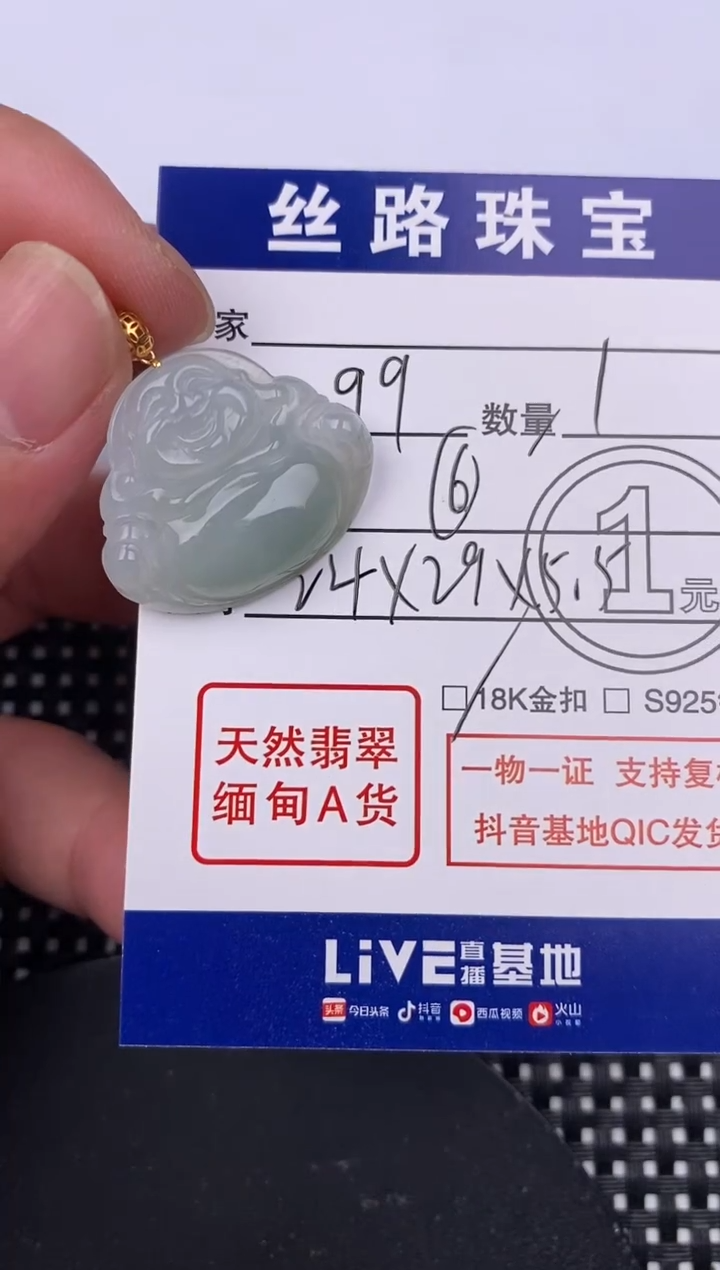 丝路珠宝
家
99 数量 1
⑥
1元
24X29X5.5
18K金扣 S925
天然翡翠
缅甸A货
一物一证 支持复
抖音基地QIC发货
LiVE直播基地
头条 今日头条 抖音 西瓜视频 火山